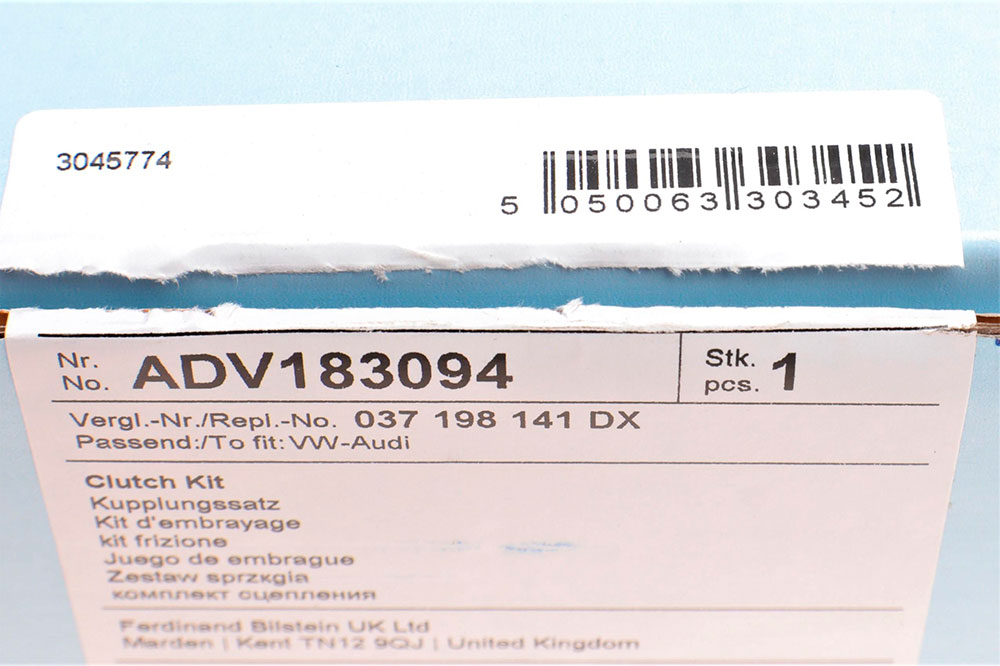 3045774
5 050063 303452
Nr. No. ADV183094 Stk. pcs. 1
Vergl.-Nr./Repl.-No. 037 198 141 DX
Passend:/To fit: VW-Audi
Clutch Kit
Kupplungssatz
Kit d'embrayage
kit frizione
Juego de embrague
Zestaw sprzкgіa
комплект сцепления
Ferdinand Bilstein UK Ltd
Marden | Kent TN12 9QJ | United Kingdom